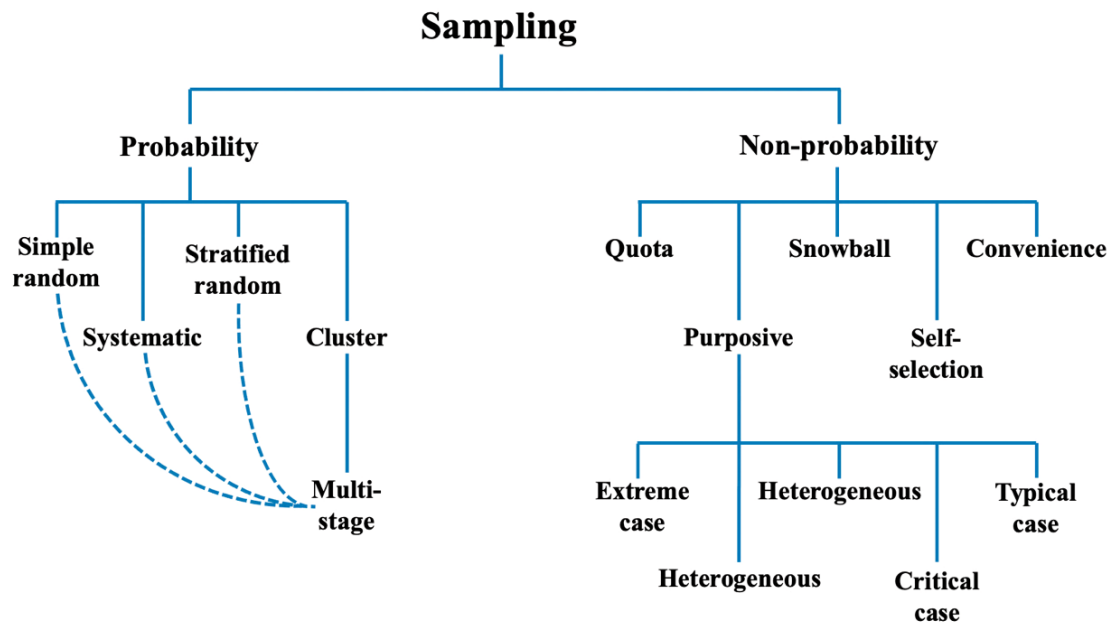 Sampling
Probability
Non-probability
Simple
random
Stratified
random
Systematic
Cluster
Multi-
stage
Quota
Snowball
Convenience
Purposive
Self-
selection
Extreme
case
Heterogeneous
Typical
case
Heterogeneous
Critical
case